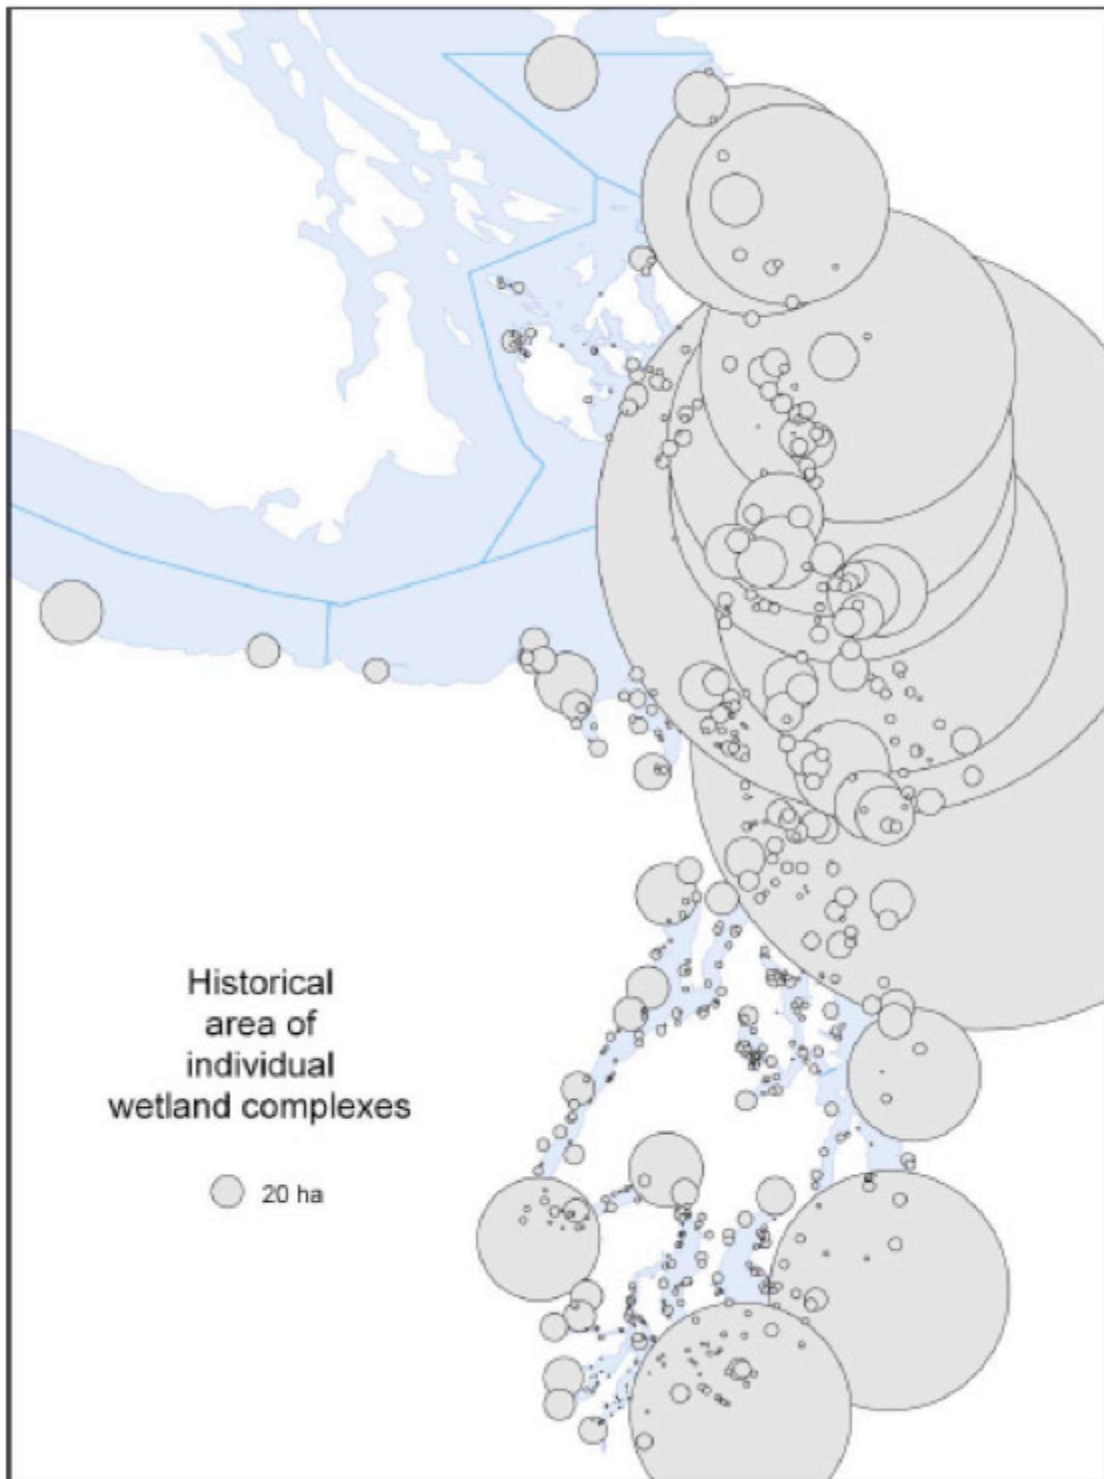 Historical
area of
individual
wetland complexes
20 ha